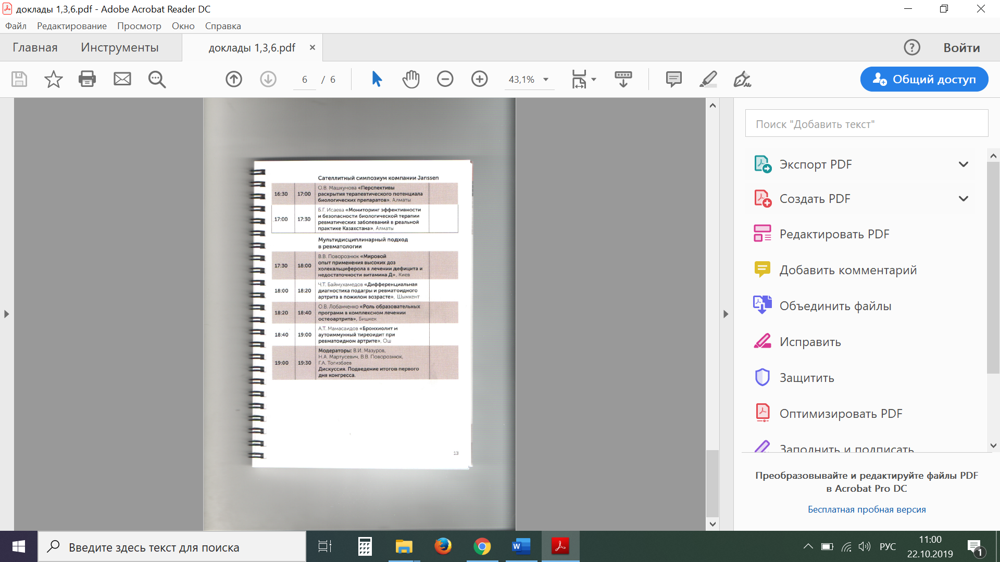 доклады 1,3,6.pdf - Adobe Acrobat Reader DC
Файл Редактирование Просмотр Окно Справка
Главная Инструменты доклады 1,3,6.pdf Войти
6 / 6 43,1% Общий доступ
Сателлитный симпозиум компании Janssen
16:30 17:00 О.В. Машкунова «Перспективы
раскрытия терапевтического потенциала
биологических препаратов», Алматы
17:00 17:30 Б.Г. Исаева «Мониторинг эффективности
и безопасности биологической терапии
ревматических заболеваний в реальной
практике Казахстана», Алматы
Мультидисциплинарный подход
в ревматологии
17:30 18:00 В.В. Поворознюк «Мировой
опыт применения высоких доз
холекальциферола в лечении дефицита и
недостаточности витамина Д», Киев
18:00 18:20 Ч.Т. Баймухамедов «Дифференциальная
диагностика подагры и ревматоидного
артрита в пожилом возрасте», Шымкент
18:20 18:40 О.В. Лобанченко «Роль образовательных
программ в комплексном лечении
остеоартрита», Бишкек
18:40 19:00 А.Т. Мамасаидов «Бронхиолит и
аутоиммунный тиреоидит при
ревматоидном артрите», Ош
19:00 19:30 Модераторы: В.И. Мазуров,
Н.А. Мартусевич, В.В. Поворознюк,
Г.А. Тогизбаев
Дискуссия. Подведение итогов первого
дня конгресса.
13
Поиск "Добавить текст"
Экспорт PDF
Создать PDF
Редактировать PDF
Добавить комментарий
Объединить файлы
Исправить
Защитить
Оптимизировать PDF
Заполнить и подписать
Преобразовывайте и редактируйте файлы PDF
в Acrobat Pro DC
Бесплатная пробная версия
Введите здесь текст для поиска
РУС
11:00
22.10.2019
1